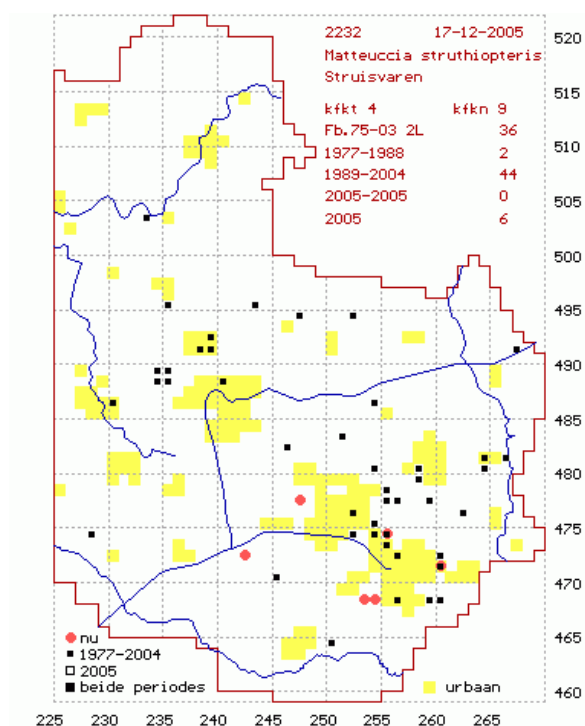 2232 17-12-2005
Matteuccia struthiopteris
Struisvaren
kfkt 4 kfkn 9
Fb.75-03 2L 36
1977-1988 2
1989-2004 44
2005-2005 0
2005 6
520
515
510
505
500
495
490
485
480
475
470
465
460
nu
1977-2004
2005
beide periodes
urbaan
225 230 235 240 245 250 255 260 265